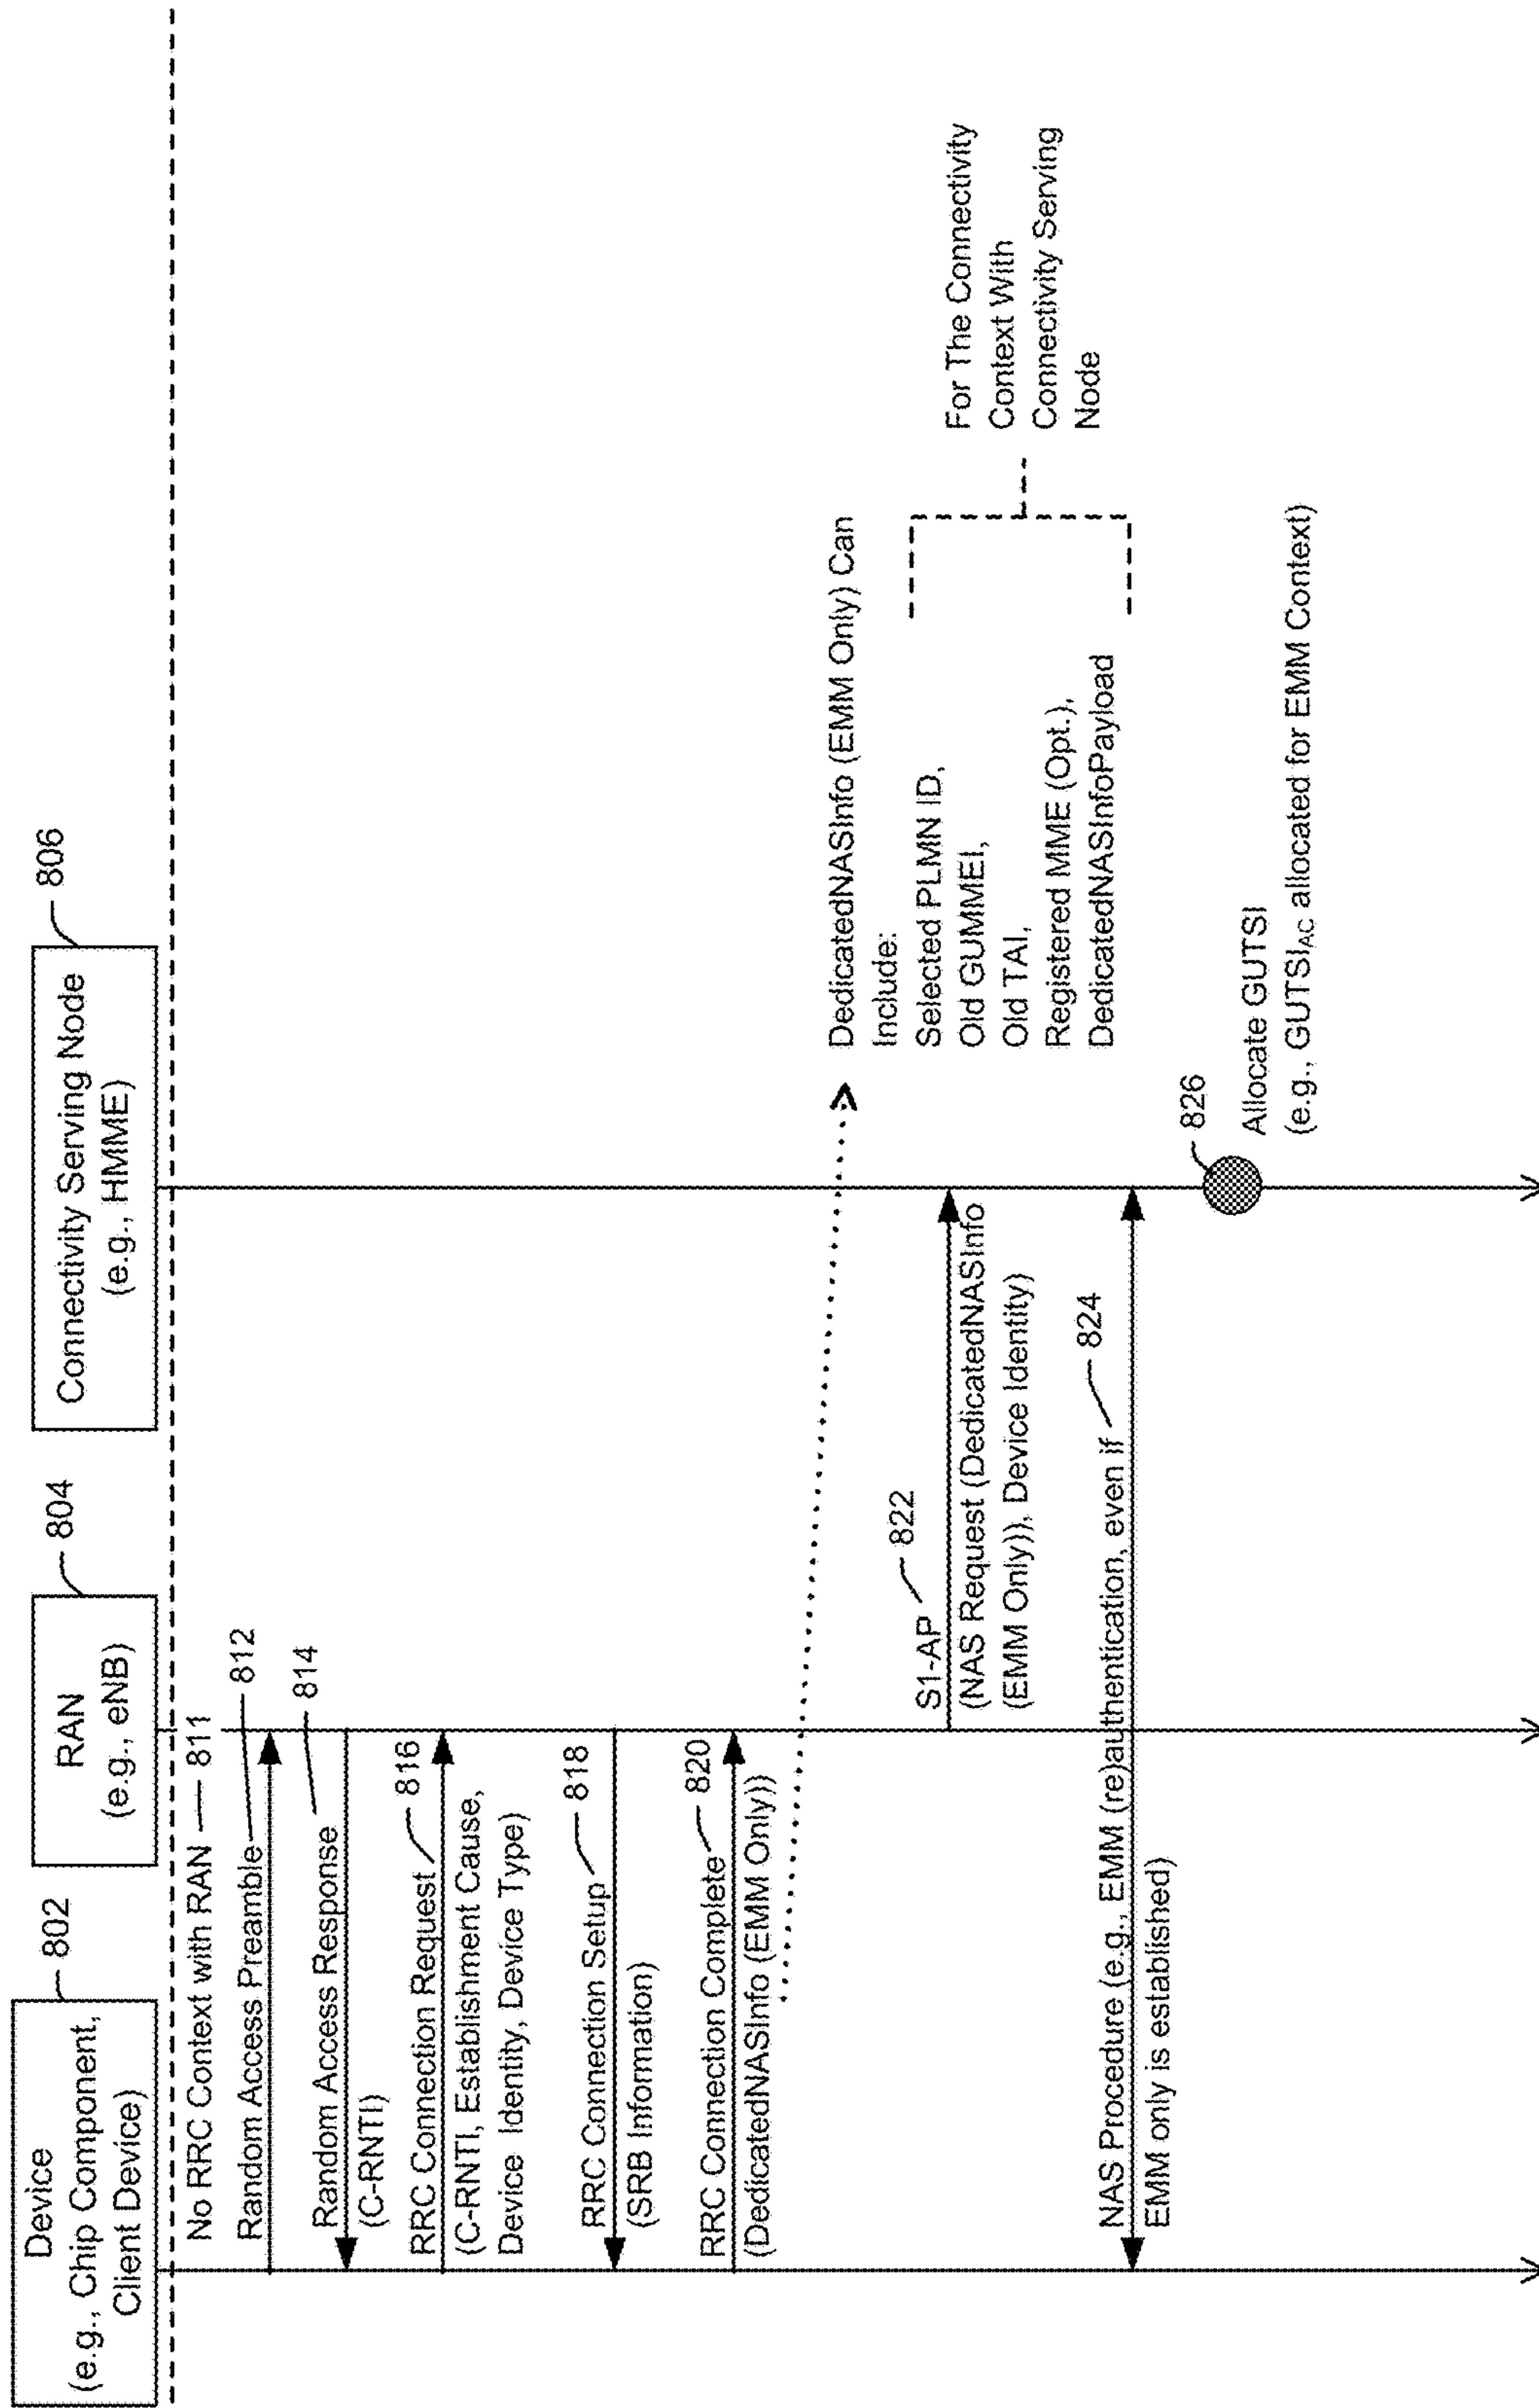 Device
(e.g., Chip Component,
Client Device)
802
RAN
(e.g., eNB)
804
Connectivity Serving Node
(e.g., HMME)
806
No RRC Context with RAN
811
Random Access Preamble
812
Random Access Response
814
(C-RNTI)
RRC Connection Request
816
(C-RNTI, Establishment Cause,
Device Identity, Device Type)
RRC Connection Setup
818
(SRB Information)
RRC Connection Complete
820
(DedicatedNASInfo (EMM Only))
DedicatedNASInfo (EMM Only) Can
Include:
Selected PLMN ID,
Old GUMMEI,
Old TAI,
Registered MME (Opt.),
DedicatedNASInfoPayload
For The Connectivity
Context With
Connectivity Serving
Node
S1-AP
822
(NAS Request (DedicatedNASInfo
(EMM Only)), Device Identity)
NAS Procedure (e.g., EMM (re)authentication, even if
824
EMM only is established)
826
Allocate GUTSI
(e.g., GUTSIAC allocated for EMM Context)